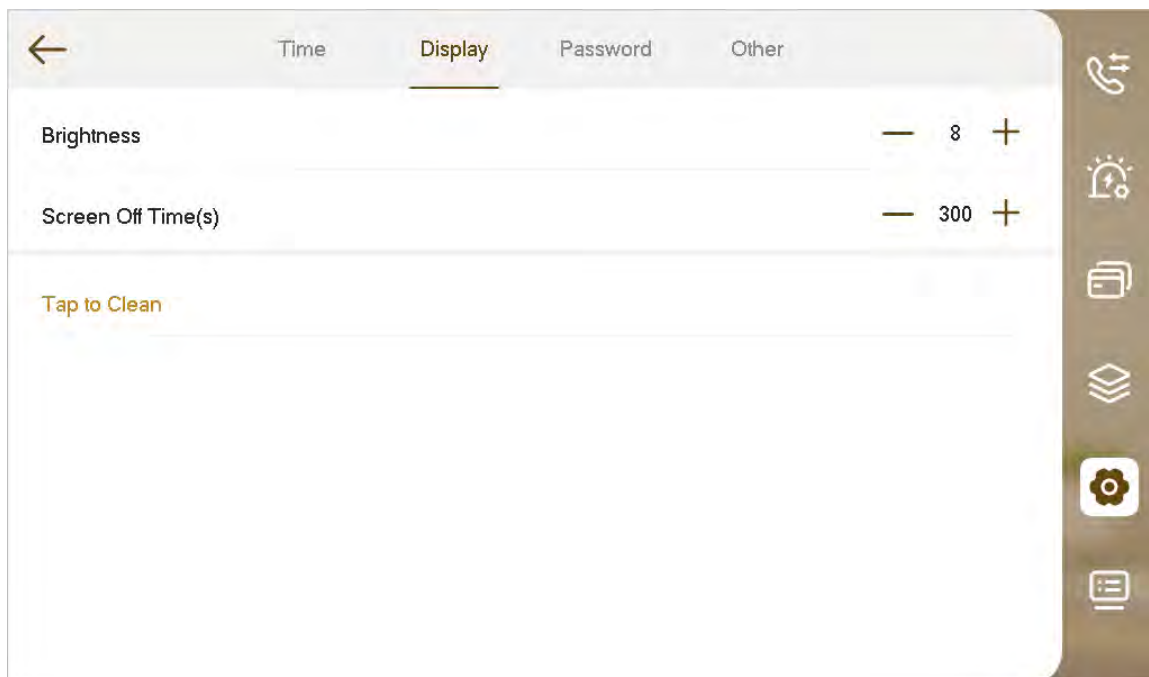 Time Display Password Other
Brightness 8
Screen Off Time(s) 300
Tap to Clean